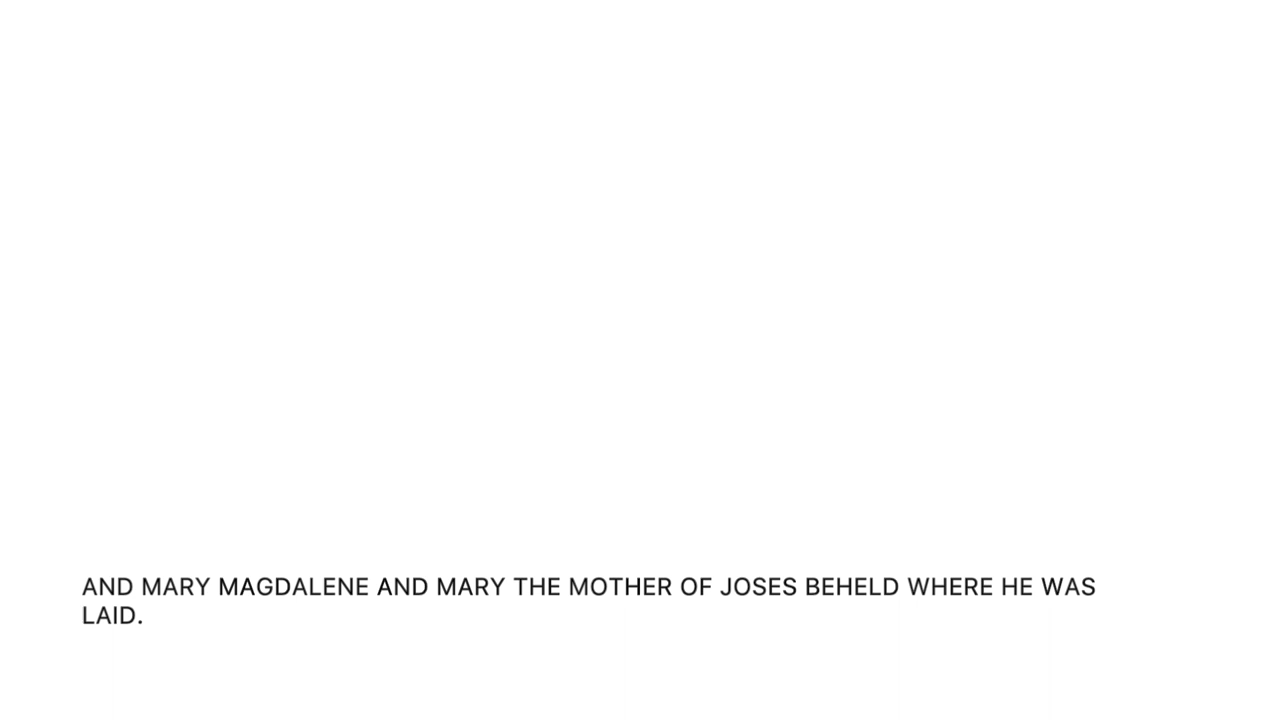 AND MARY MAGDALENE AND MARY THE MOTHER OF JOSES BEHELD WHERE HE WAS
LAID.